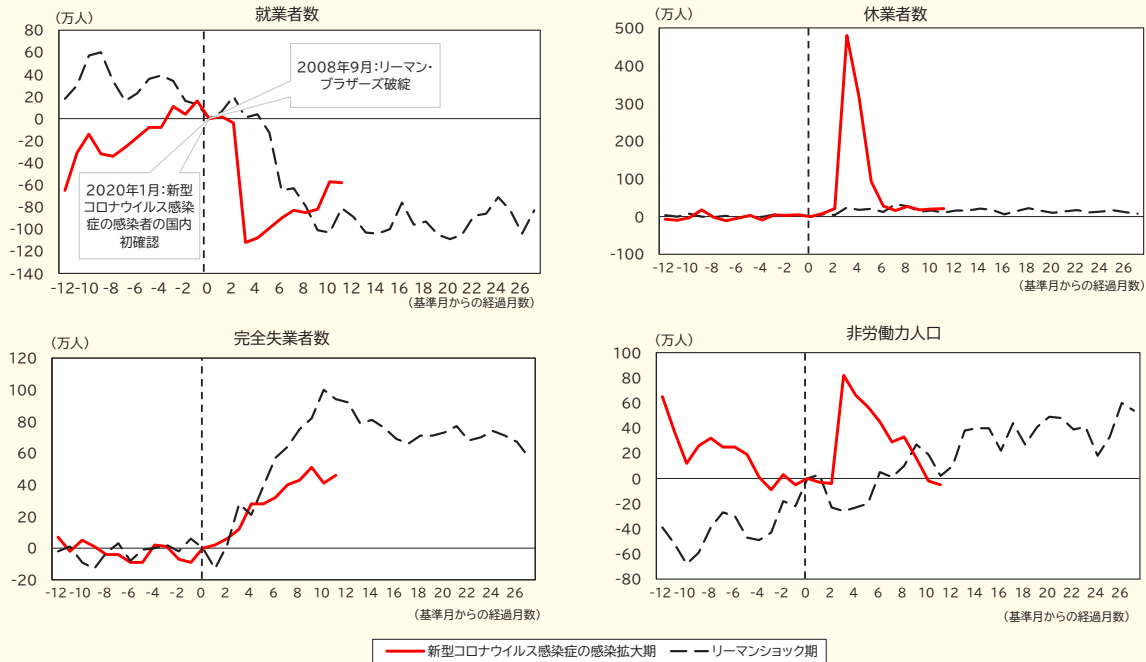 就業者数
(万人)
80
60
40
20
0
-20
-40
-60
-80
-100
-120
-140
2008年9月:リーマン・
ブラザーズ破綻
2020年1月:新型
コロナウイルス感染
症の感染者の国内
初確認
-12 -10 -8 -6 -4 -2 0 2 4 6 8 10 12 14 16 18 20 22 24 26
(基準月からの経過月数)
休業者数
(万人)
500
400
300
200
100
0
-100
-12 -10 -8 -6 -4 -2 0 2 4 6 8 10 12 14 16 18 20 22 24 26
(基準月からの経過月数)
完全失業者数
(万人)
120
100
80
60
40
20
0
-20
-12 -10 -8 -6 -4 -2 0 2 4 6 8 10 12 14 16 18 20 22 24 26
(基準月からの経過月数)
非労働力人口
(万人)
100
80
60
40
20
0
-20
-40
-60
-80
-12 -10 -8 -6 -4 -2 0 2 4 6 8 10 12 14 16 18 20 22 24 26
(基準月からの経過月数)
新型コロナウイルス感染症の感染拡大期 リーマンショック期